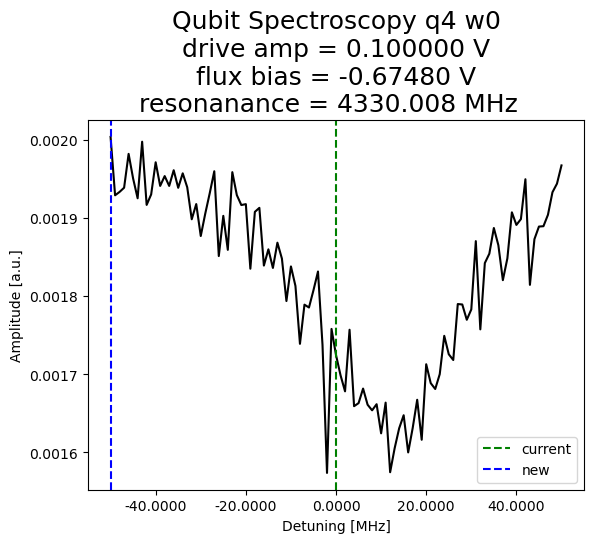 Qubit Spectroscopy q4 w0
drive amp = 0.100000 V
flux bias = -0.67480 V
resonanance = 4330.008 MHz
0.0020
0.0019
0.0018
0.0017
0.0016
Amplitude [a.u.]
-40.0000 -20.0000 0.0000 20.0000 40.0000
Detuning [MHz]
current
new